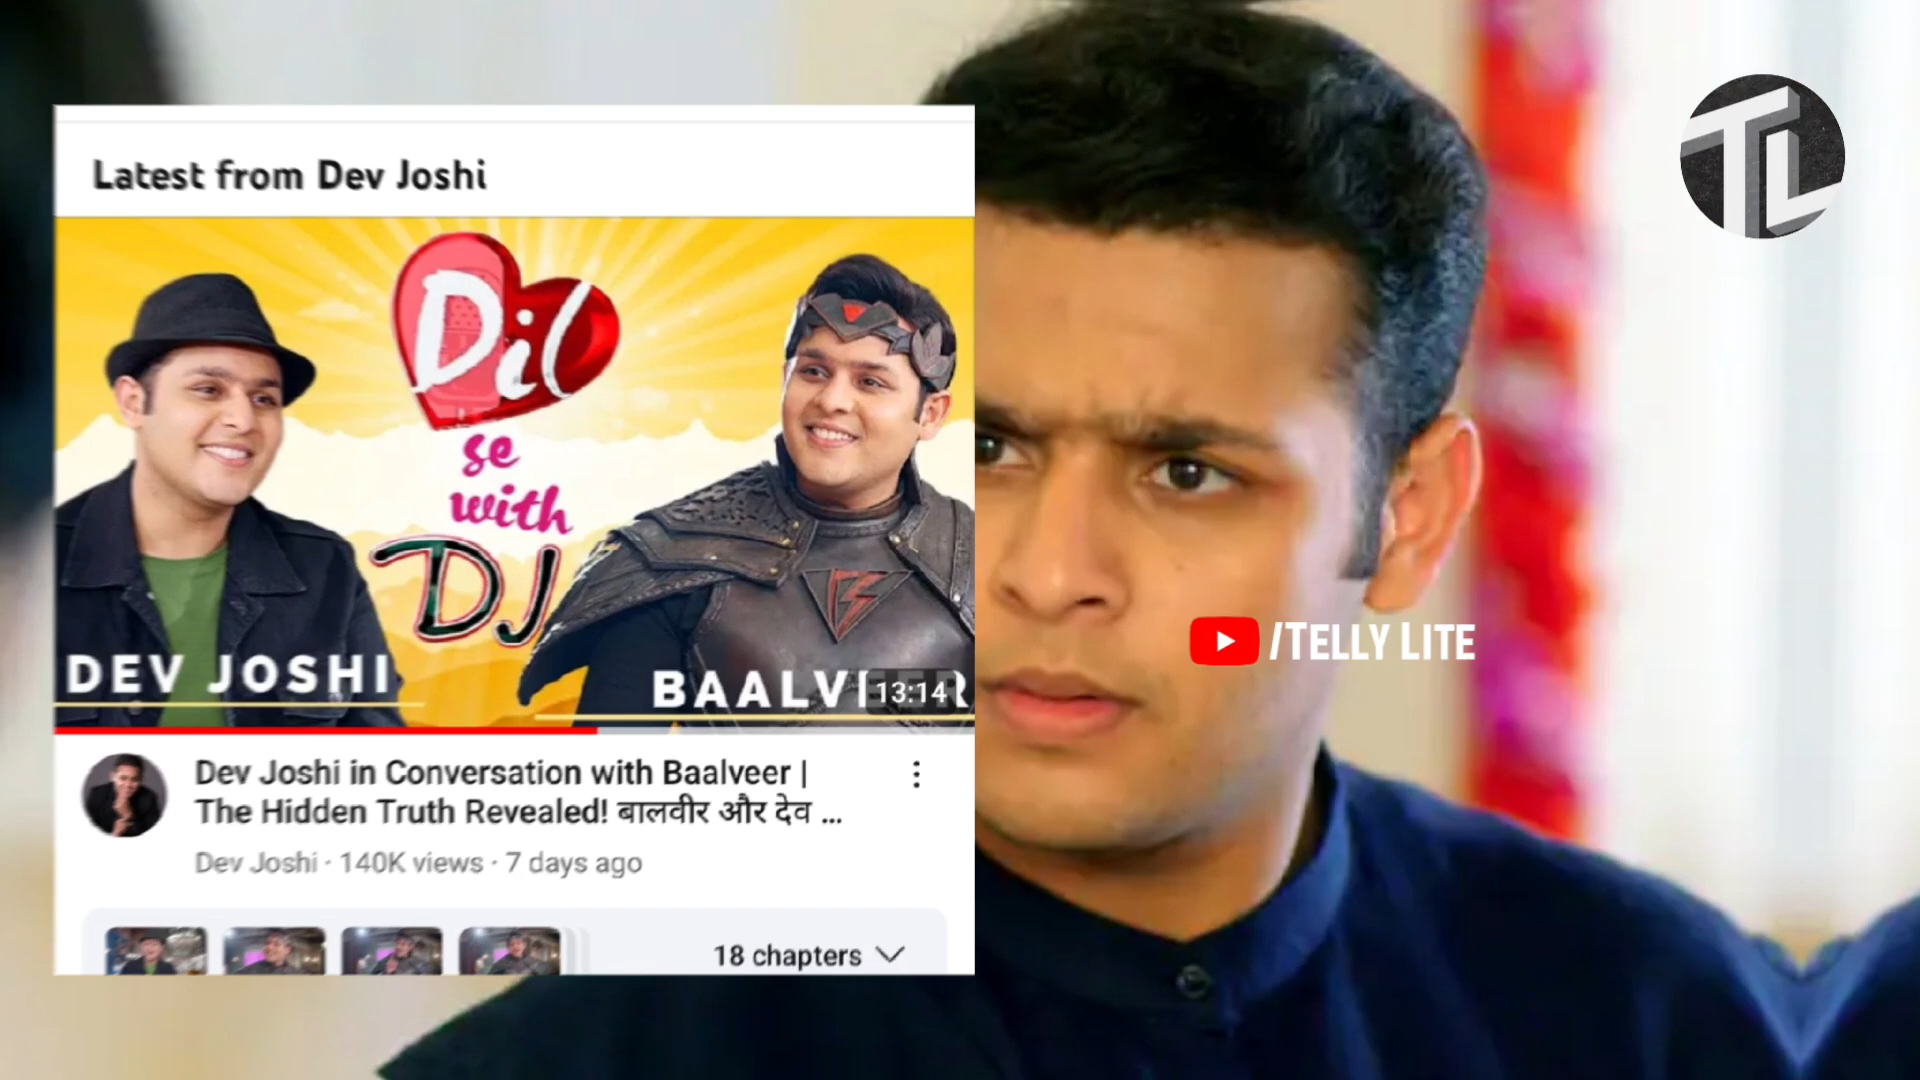 Latest from Dev Joshi
Dil
se
with
DJ
DEV JOSHI
BAALVEER
13:14
Dev Joshi in Conversation with Baalveer |
The Hidden Truth Revealed! बालवीर और देव ...
Dev Joshi · 140K views · 7 days ago
18 chapters
TL
/TELLY LITE